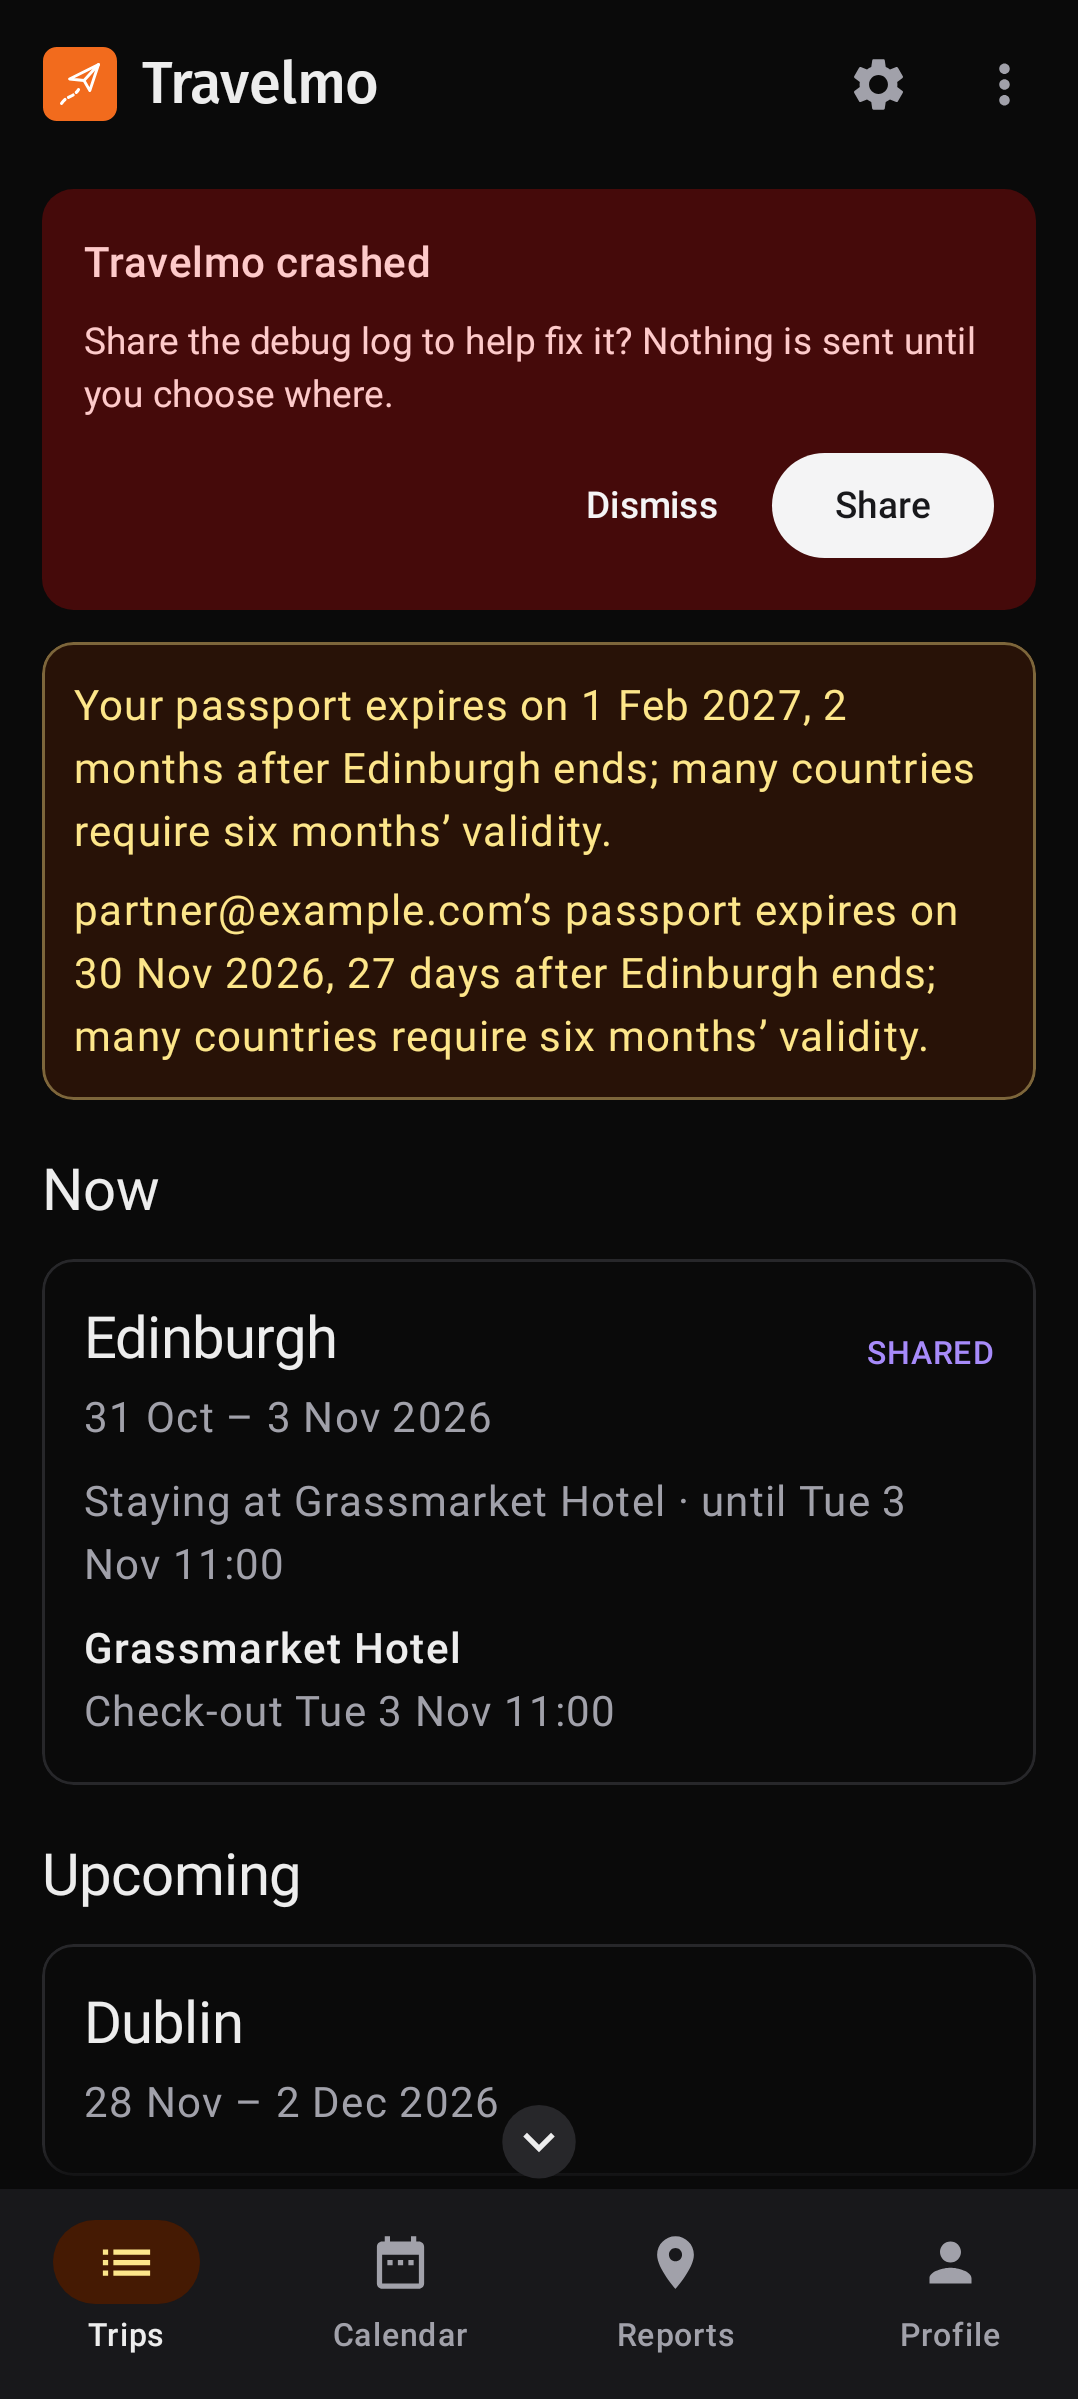 Travelmo
Travelmo crashed
Share the debug log to help fix it? Nothing is sent until
you choose where.
Dismiss
Share
Your passport expires on 1 Feb 2027, 2
months after Edinburgh ends; many countries
require six months’ validity.
partner@example.com’s passport expires on
30 Nov 2026, 27 days after Edinburgh ends;
many countries require six months’ validity.
Now
Edinburgh
SHARED
31 Oct – 3 Nov 2026
Staying at Grassmarket Hotel · until Tue 3
Nov 11:00
Grassmarket Hotel
Check-out Tue 3 Nov 11:00
Upcoming
Dublin
28 Nov – 2 Dec 2026
Trips
Calendar
Reports
Profile